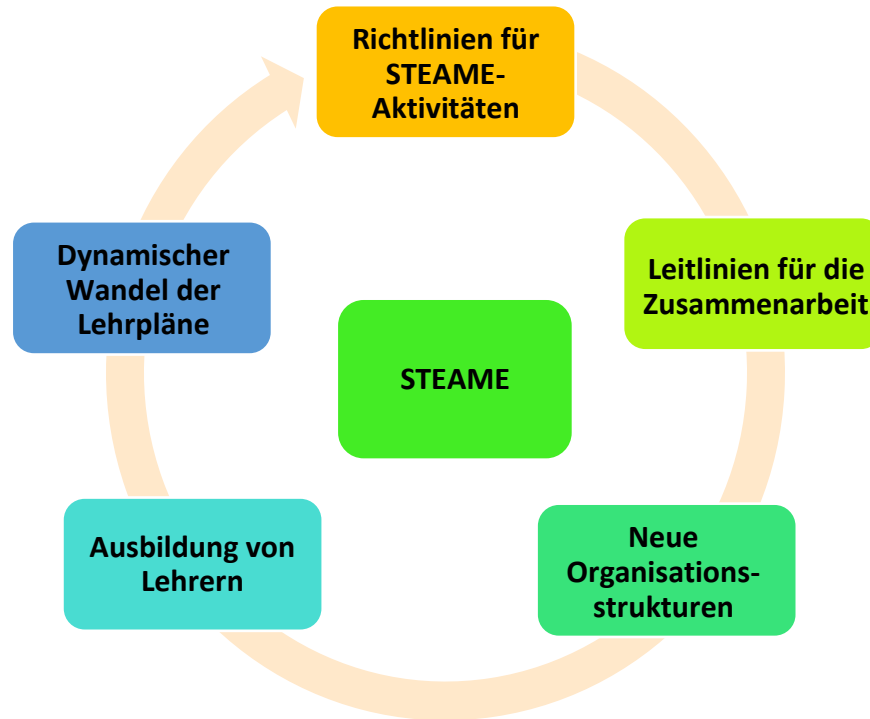 Richtlinien für
STEAME-
Aktivitäten
Leitlinien für die
Zusammenarbeit
Neue
Organisations-
strukturen
Ausbildung von
Lehrern
Dynamischer
Wandel der
Lehrpläne
STEAME